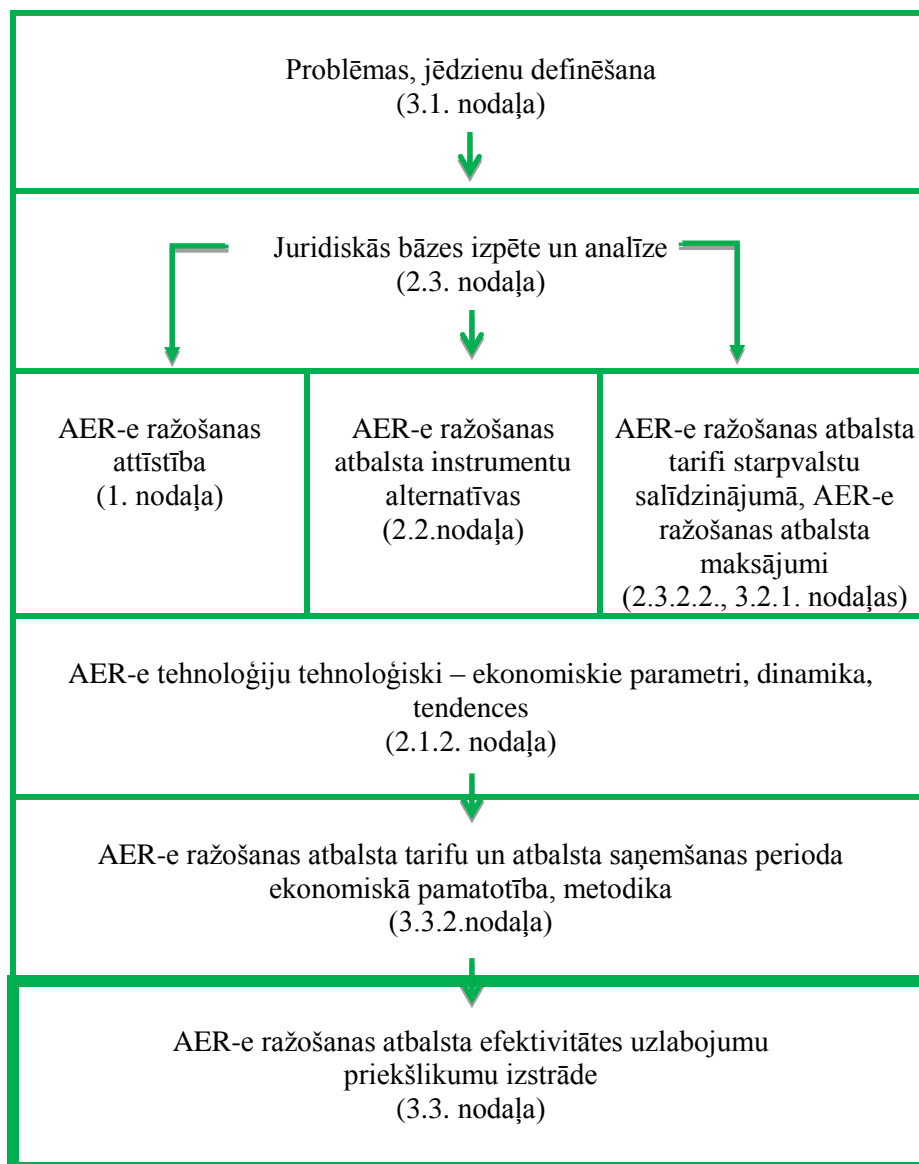 Problēmas, jēdzienu definēšana
(3.1. nodaļa)
Juridiskās bāzes izpēte un analīze
(2.3. nodaļa)
AER-e ražošanas
attīstība
(1. nodaļa)
AER-e ražošanas
atbalsta instrumentu
alternatīvas
(2.2.nodaļa)
AER-e ražošanas atbalsta
tarifi starpvalstu
salīdzinājumā, AER-e
ražošanas atbalsta
maksājumi
(2.3.2.2., 3.2.1. nodaļas)
AER-e tehnoloģiju tehnoloģiski – ekonomiskie parametri, dinamika,
tendences
(2.1.2. nodaļa)
AER-e ražošanas atbalsta tarifu un atbalsta saņemšanas perioda
ekonomiskā pamatotība, metodika
(3.3.2.nodaļa)
AER-e ražošanas atbalsta efektivitātes uzlabojumu
priekšlikumu izstrāde
(3.3. nodaļa)